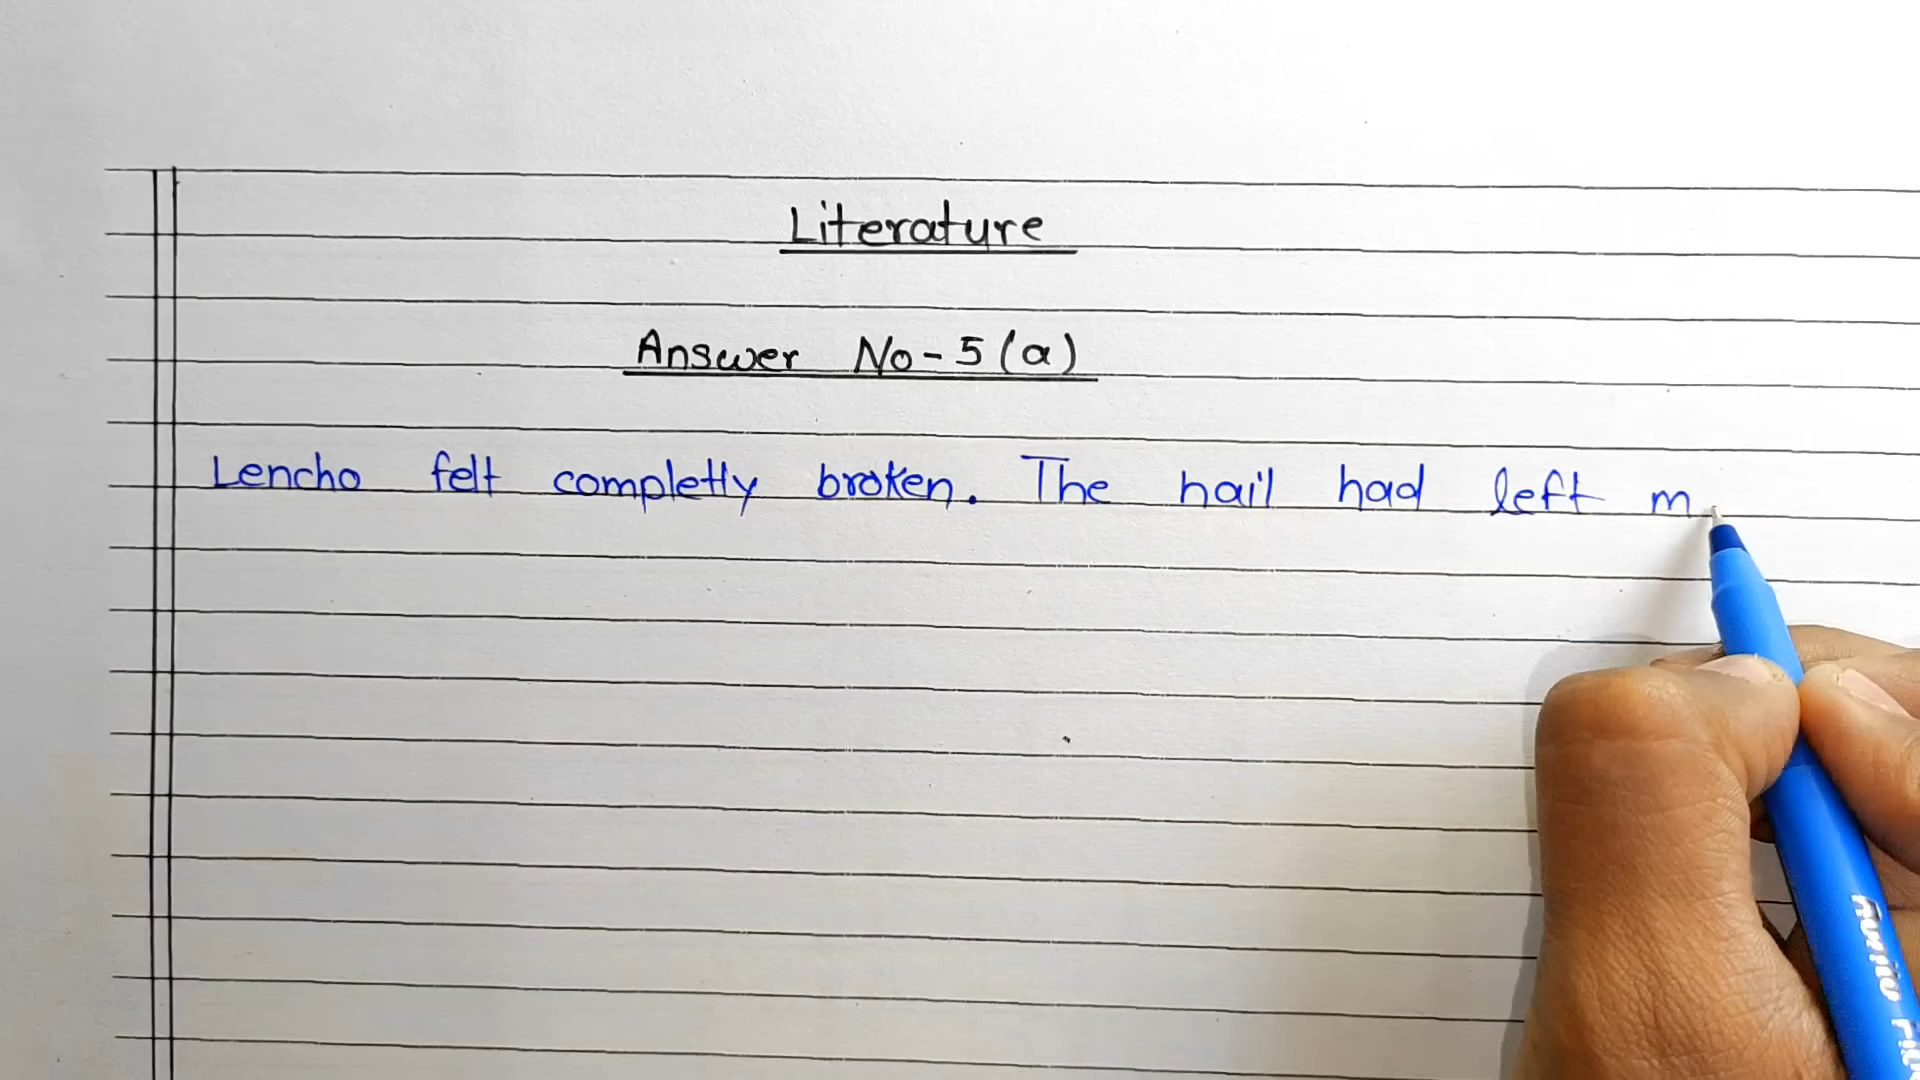 Literature
Answer No-5(a)
Lencho felt completly broken. The hail had left m